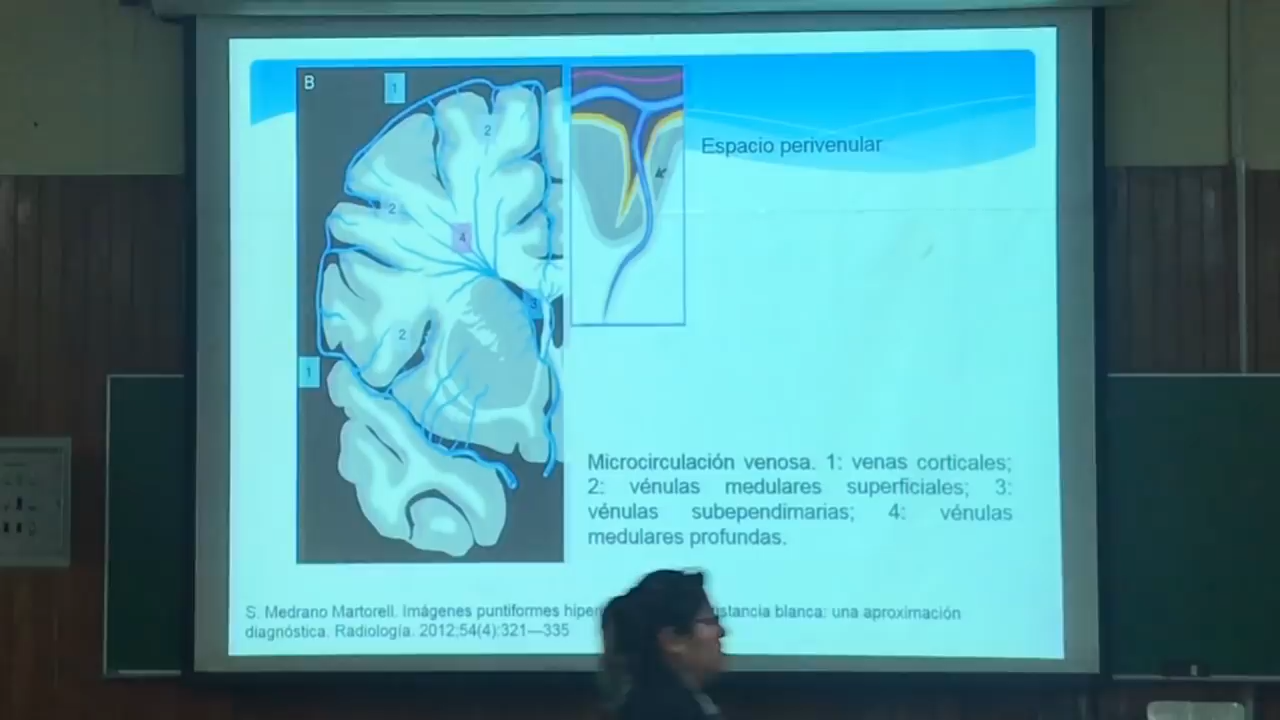 B
1
2
2
4
3
2
1
Espacio perivenular
Microcirculación venosa. 1: venas corticales;
2: vénulas medulares superficiales; 3:
vénulas subependimarias; 4: vénulas
medulares profundas.
S. Medrano Martorell. Imágenes puntiformes una aproximación
diagnóstica. Radiología. 2012;54(4):321—335